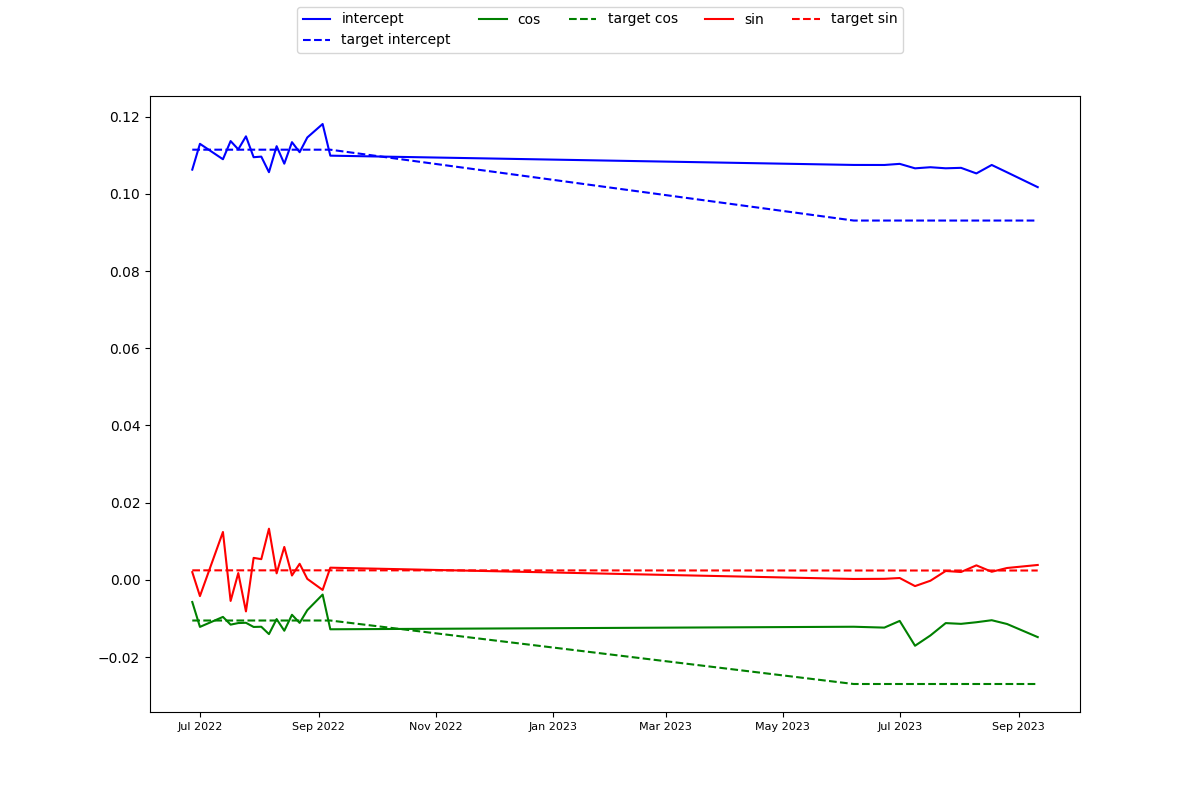 intercept cos target cos sin target sin
target intercept
0.12
0.10
0.08
0.06
0.04
0.02
0.00
−0.02
Jul 2022 Sep 2022 Nov 2022 Jan 2023 Mar 2023 May 2023 Jul 2023 Sep 2023